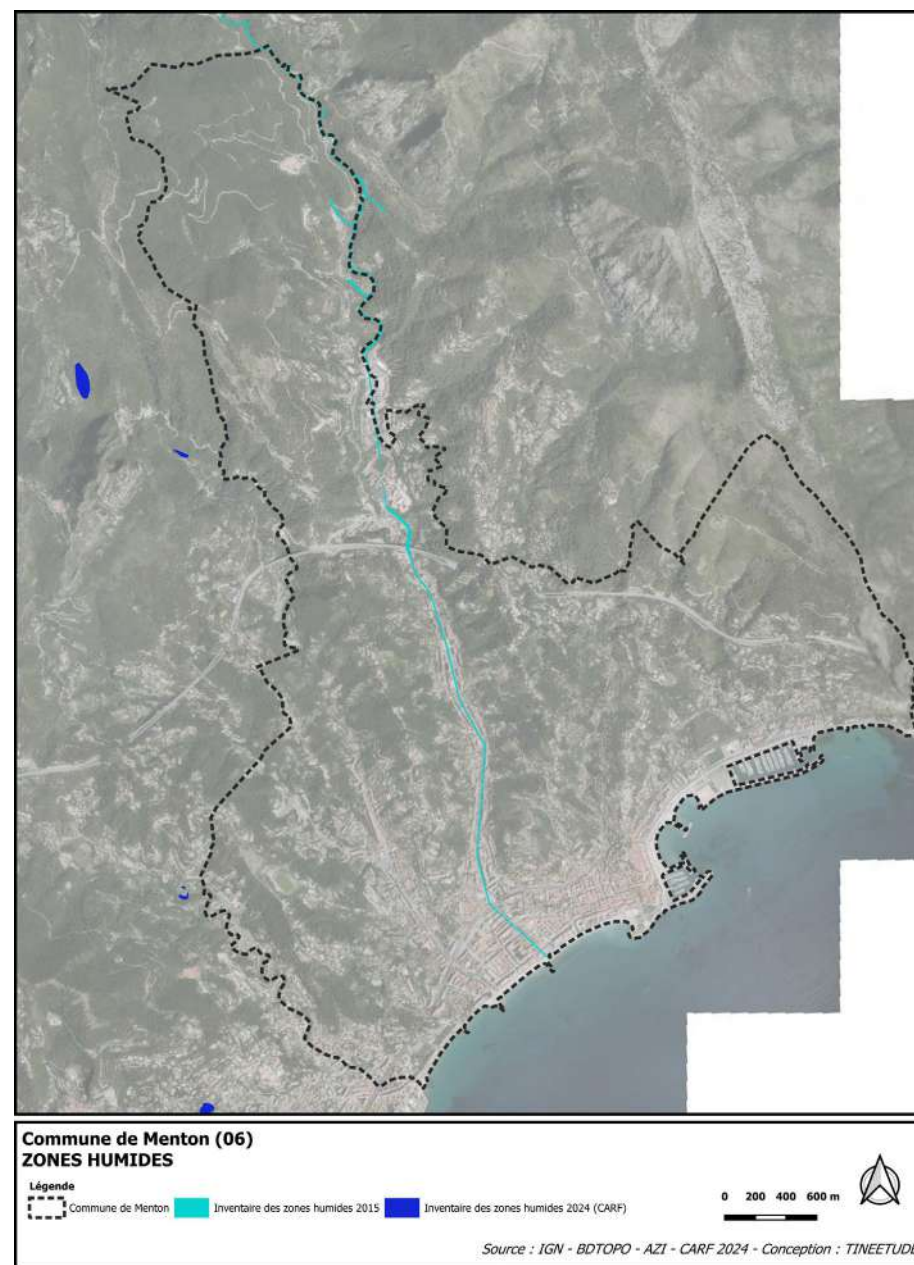 Commune de Menton (06)
ZONES HUMIDES
Légende
Commune de Menton Inventaire des zones humides 2015 Inventaire des zones humides 2024 (CARF)
0 200 400 600 m
Source : IGN - BDTOPO - AZI - CARF 2024 - Conception : TINEETUDE